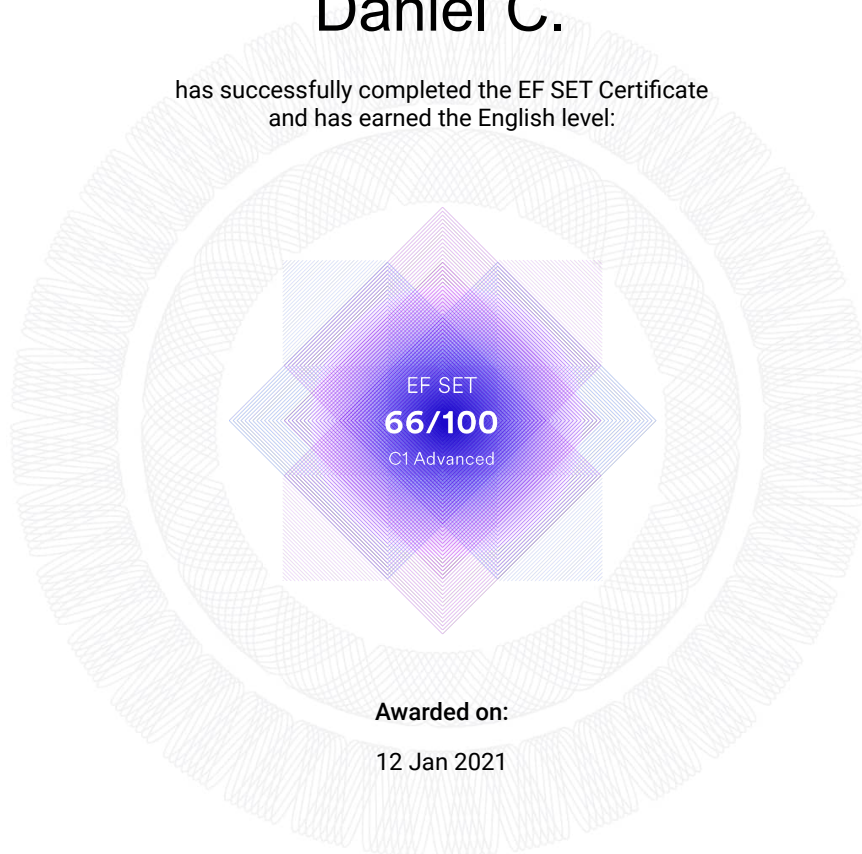 Daniel C.
has successfully completed the EF SET Certificate
and has earned the English level:
EF SET
66/100
C1 Advanced
Awarded on:
12 Jan 2021